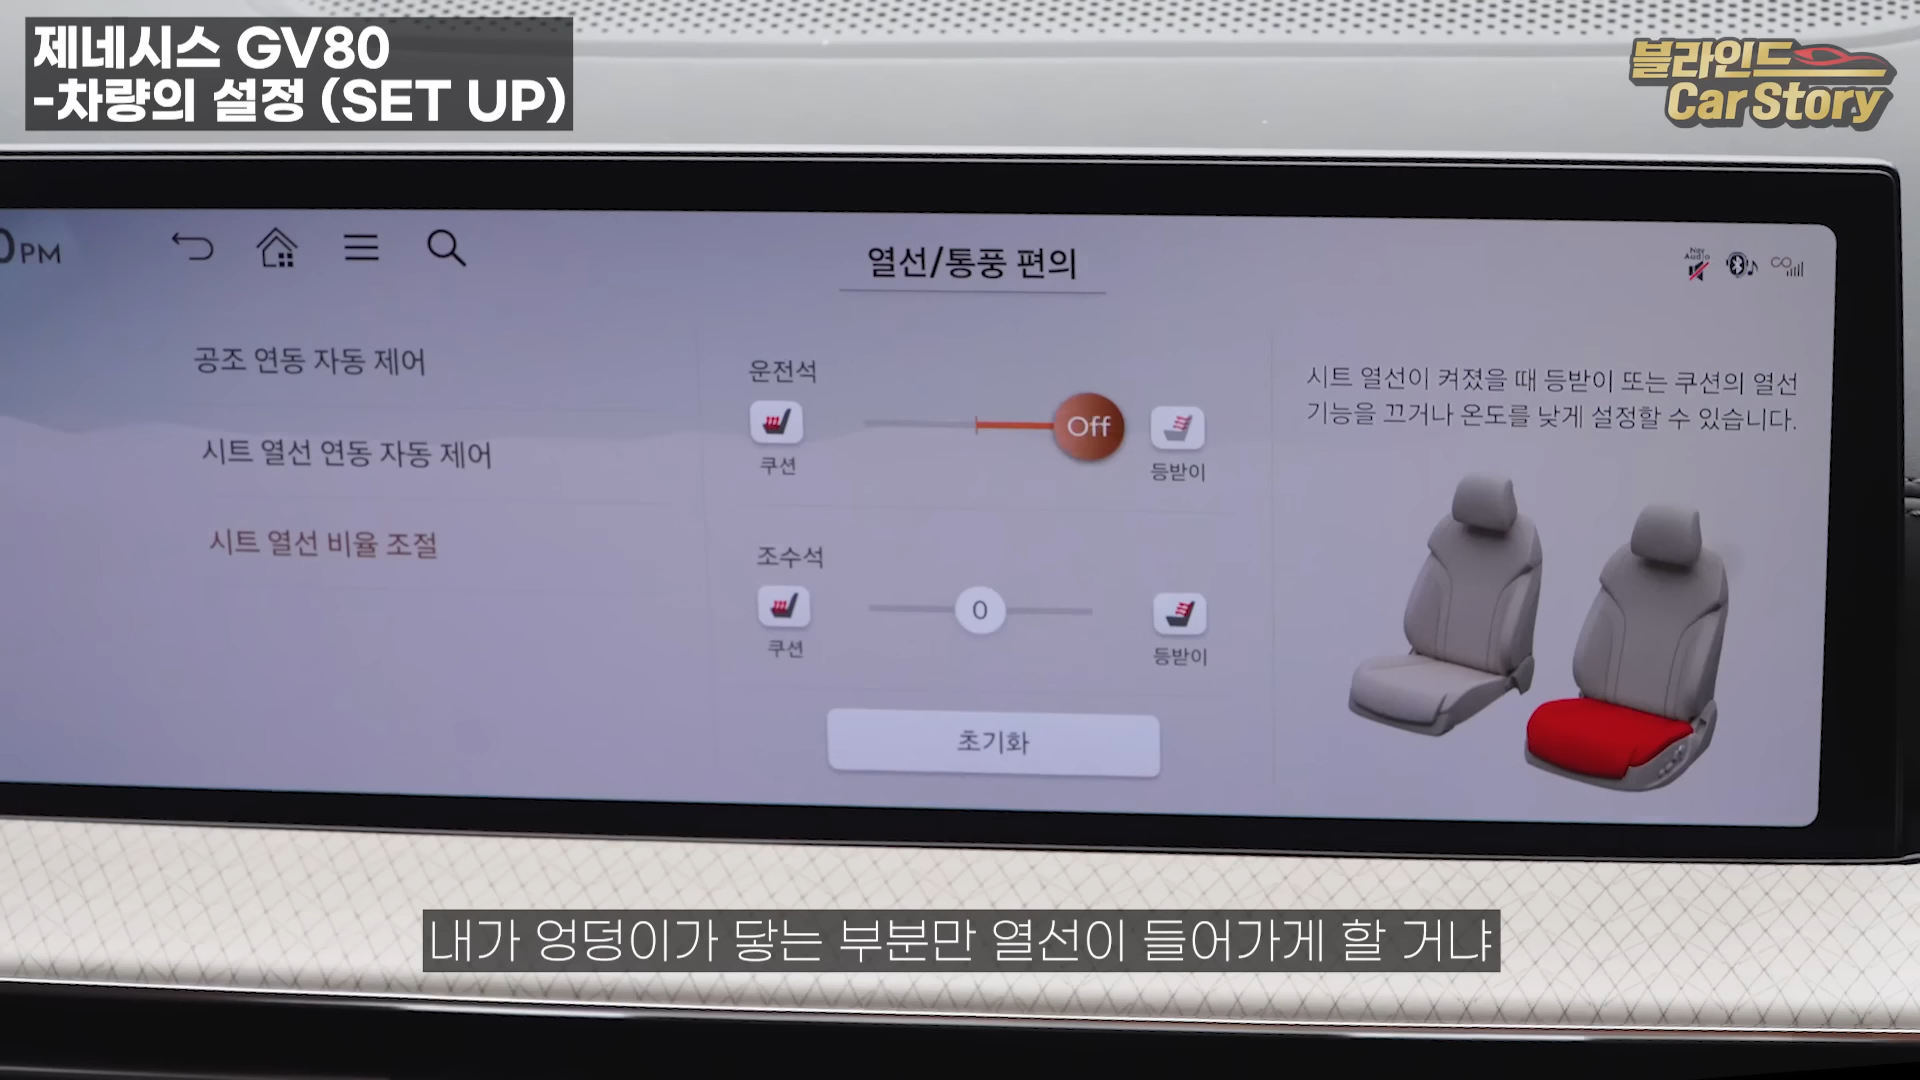 제네시스 GV80
-차량의 설정 (SET UP)
블라인드
Car Story
PM
열선/통풍 편의
Nav
Audio
공조 연동 자동 제어
시트 열선 연동 자동 제어
시트 열선 비율 조절
운전석
Off
쿠션
등받이
조수석
0
쿠션
등받이
초기화
시트 열선이 켜졌을 때 등받이 또는 쿠션의 열선
기능을 끄거나 온도를 낮게 설정할 수 있습니다.
내가 엉덩이가 닿는 부분만 열선이 들어가게 할 거냐